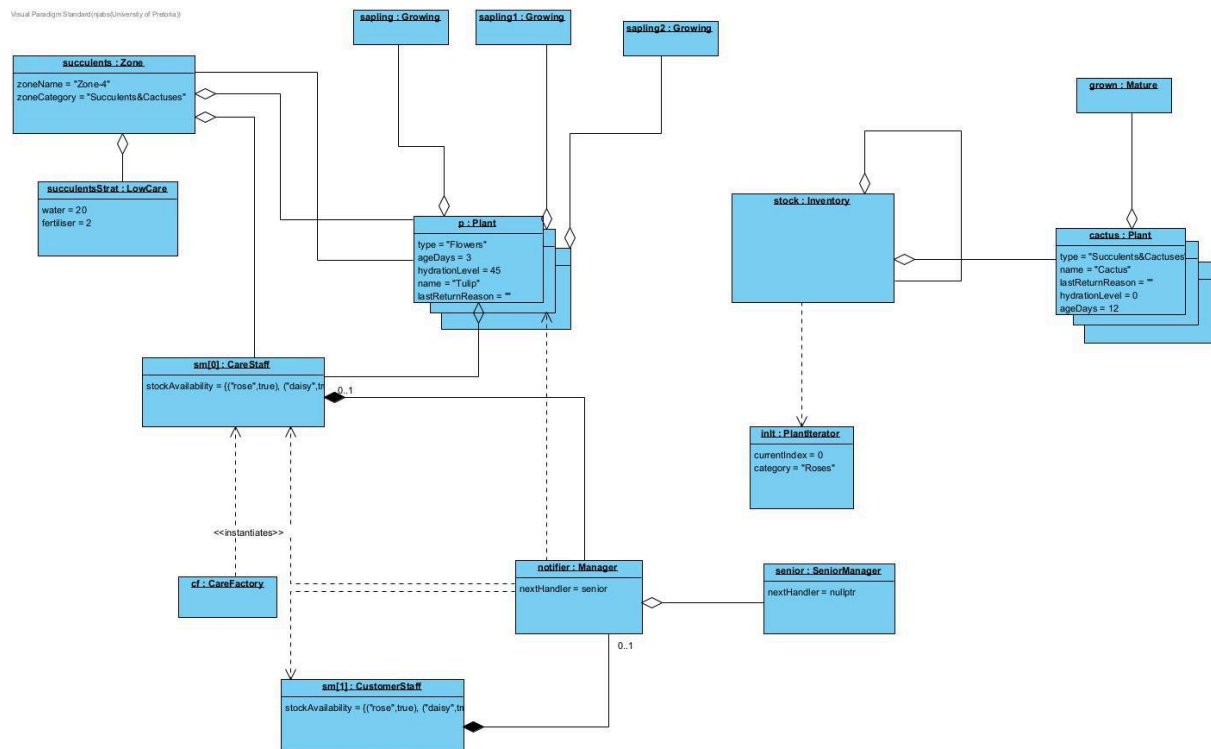 Visual Paradigm Standard(njabs(University of Pretoria))
sapling : Growing
sapling1 : Growing
sapling2 : Growing
succulents : Zone
zoneName = "Zone-4"
zoneCategory = "Succulents&Cactuses"
grown : Mature
succulentsStrat : LowCare
water = 20
fertiliser = 2
stock : Inventory
p : Plant
type = "Flowers"
ageDays = 3
hydrationLevel = 45
name = "Tulip"
lastReturnReason = ""
cactus : Plant
type = "Succulents&Cactuses"
name = "Cactus"
lastReturnReason = ""
hydrationLevel = 0
ageDays = 12
sm[0] : CareStaff
stockAvailability = {("rose",true), ("daisy",tr
0..1
inIt : PlantIterator
currentIndex = 0
category = "Roses"
<<instantiates>>
cf : CareFactory
notifier : Manager
nextHandler = senior
senior : SeniorManager
nextHandler = nullptr
0..1
sm[1] : CustomerStaff
stockAvailability = {("rose",true), ("daisy",tr